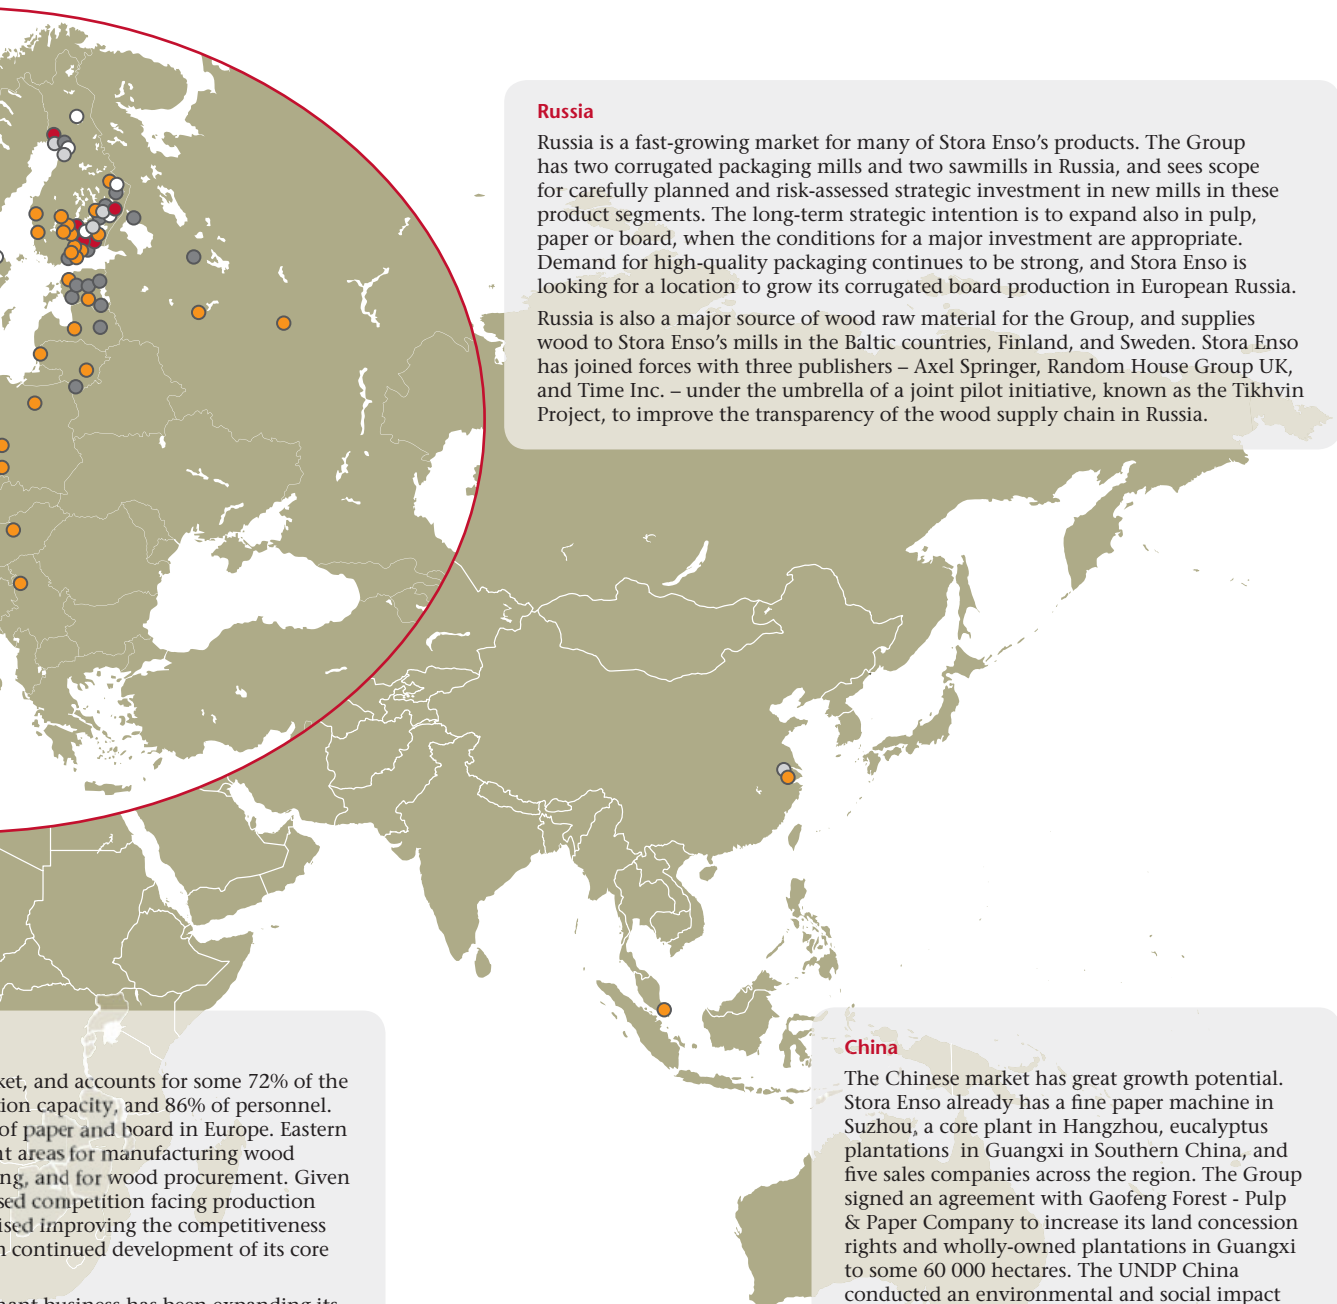 Russia
Russia is a fast-growing market for many of Stora Enso’s products. The Group
has two corrugated packaging mills and two sawmills in Russia, and sees scope
for carefully planned and risk-assessed strategic investment in new mills in these
product segments. The long-term strategic intention is to expand also in pulp,
paper or board, when the conditions for a major investment are appropriate.
Demand for high-quality packaging continues to be strong, and Stora Enso is
looking for a location to grow its corrugated board production in European Russia.
Russia is also a major source of wood raw material for the Group, and supplies
wood to Stora Enso’s mills in the Baltic countries, Finland, and Sweden. Stora Enso
has joined forces with three publishers – Axel Springer, Random House Group UK,
and Time Inc. – under the umbrella of a joint pilot initiative, known as the Tikhvin
Project, to improve the transparency of the wood supply chain in Russia.
ket, and accounts for some 72% of the
ion capacity, and 86% of personnel.
of paper and board in Europe. Eastern
nt areas for manufacturing wood
ng, and for wood procurement. Given
sed competition facing production
ised improving the competitiveness
n continued development of its core
nant business has been expanding its
China
The Chinese market has great growth potential.
Stora Enso already has a fine paper machine in
Suzhou, a core plant in Hangzhou, eucalyptus
plantations in Guangxi in Southern China, and
five sales companies across the region. The Group
signed an agreement with Gaofeng Forest - Pulp
& Paper Company to increase its land concession
rights and wholly-owned plantations in Guangxi
to some 60 000 hectares. The UNDP China
conducted an environmental and social impact